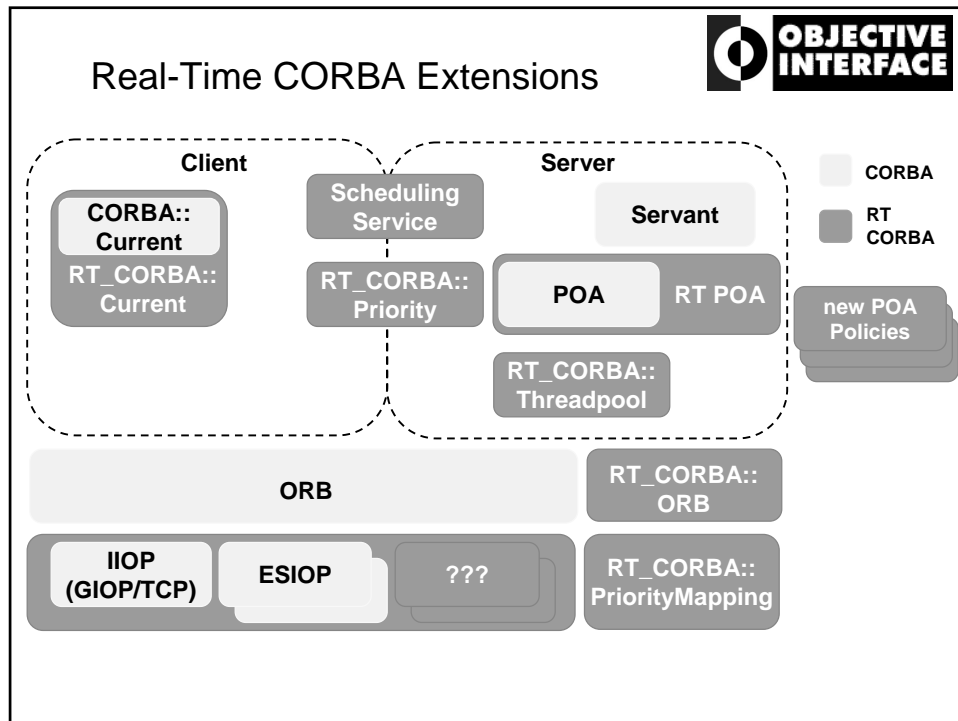 OBJECTIVE
INTERFACE
Real-Time CORBA Extensions
Client
Server
CORBA
RT
CORBA
CORBA::
Current
RT_CORBA::
Current
Scheduling
Service
RT_CORBA::
Priority
Servant
POA
RT POA
new POA
Policies
RT_CORBA::
Threadpool
ORB
RT_CORBA::
ORB
IIOP
(GIOP/TCP)
ESIOP
???
RT_CORBA::
PriorityMapping